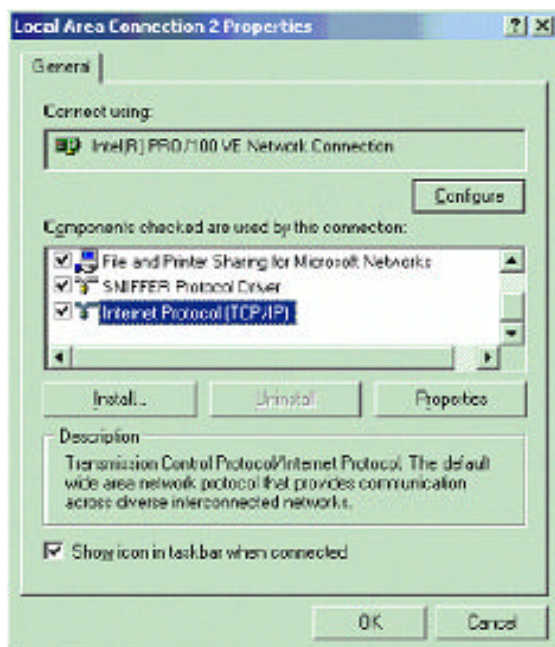 Local Area Connection 2 Properties
General
Connect using:
Intel(R) PRO/100 VE Network Connection
Configure
Components checked are used by this connection:
File and Printer Sharing for Microsoft Networks
SNIFFER Protocol Driver
Internet Protocol (TCP/IP)
Install...
Uninstall
Properties
Description
Transmission Control Protocol/Internet Protocol. The default
wide area network protocol that provides communication
across diverse interconnected networks.
Show icon in taskbar when connected
OK
Cancel